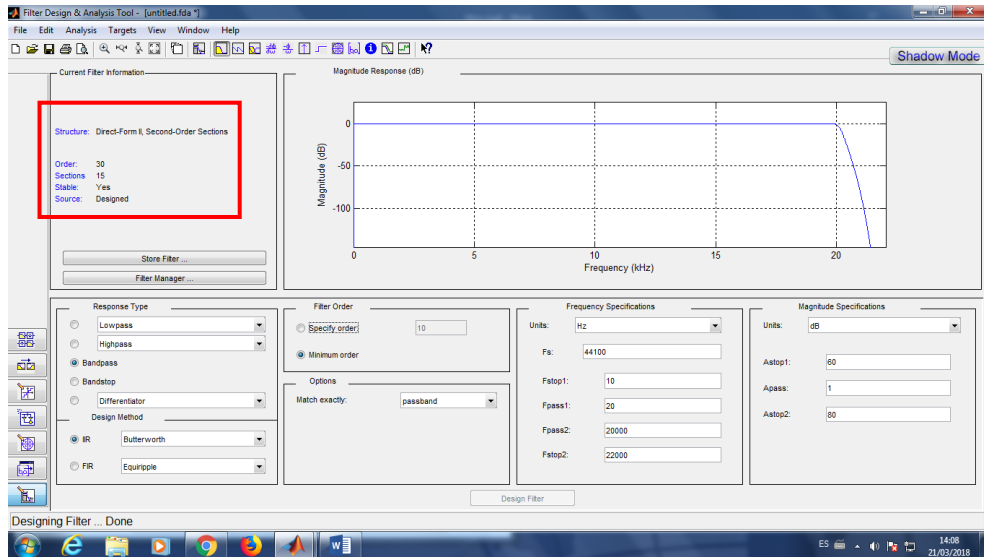 Filter Design & Analysis Tool - [untitled.fda *]
File Edit Analysis Targets View Window Help
Shadow Mode
Current Filter Information
Structure: Direct-Form II, Second-Order Sections
Order: 30
Sections 15
Stable: Yes
Source: Designed
Store Filter ...
Filter Manager ...
Magnitude Response (dB)
Magnitude (dB)
0
-50
-100
0 5 10 15 20
Frequency (kHz)
Response Type
Lowpass
Highpass
Bandpass
Bandstop
Differentiator
Design Method
IIR Butterworth
FIR Equiripple
Filter Order
Specify order: 10
Minimum order
Options
Match exactly: passband
Frequency Specifications
Units: Hz
Fs: 44100
Fstop1: 10
Fpass1: 20
Fpass2: 20000
Fstop2: 22000
Magnitude Specifications
Units: dB
Astop1: 60
Apass: 1
Astop2: 80
Design Filter
Designing Filter ... Done
ES
14:08
21/03/2018